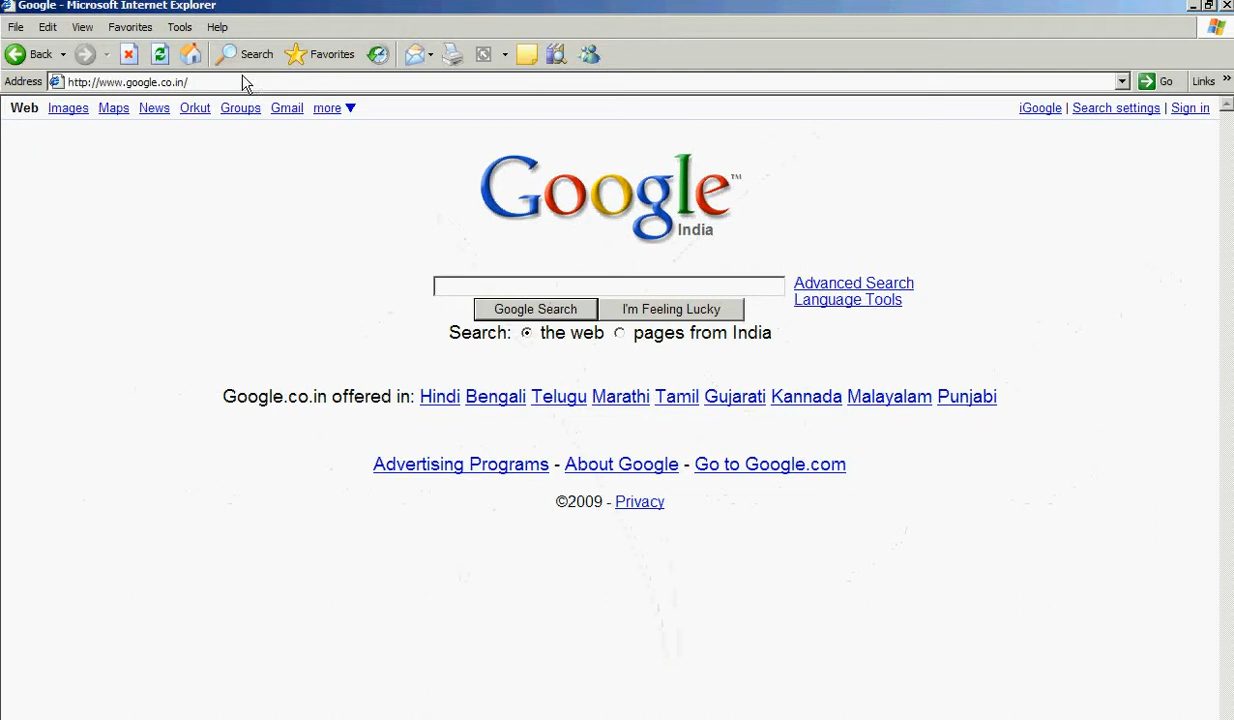 Google - Microsoft Internet Explorer
File Edit View Favorites Tools Help
Back Search Favorites
Address http://www.google.co.in/ Go Links »
Web Images Maps News Orkut Groups Gmail more ▼ iGoogle | Search settings | Sign in
Google™
India
Advanced Search
Language Tools
Google Search I'm Feeling Lucky
Search: the web pages from India
Google.co.in offered in: Hindi Bengali Telugu Marathi Tamil Gujarati Kannada Malayalam Punjabi
Advertising Programs - About Google - Go to Google.com
©2009 - Privacy